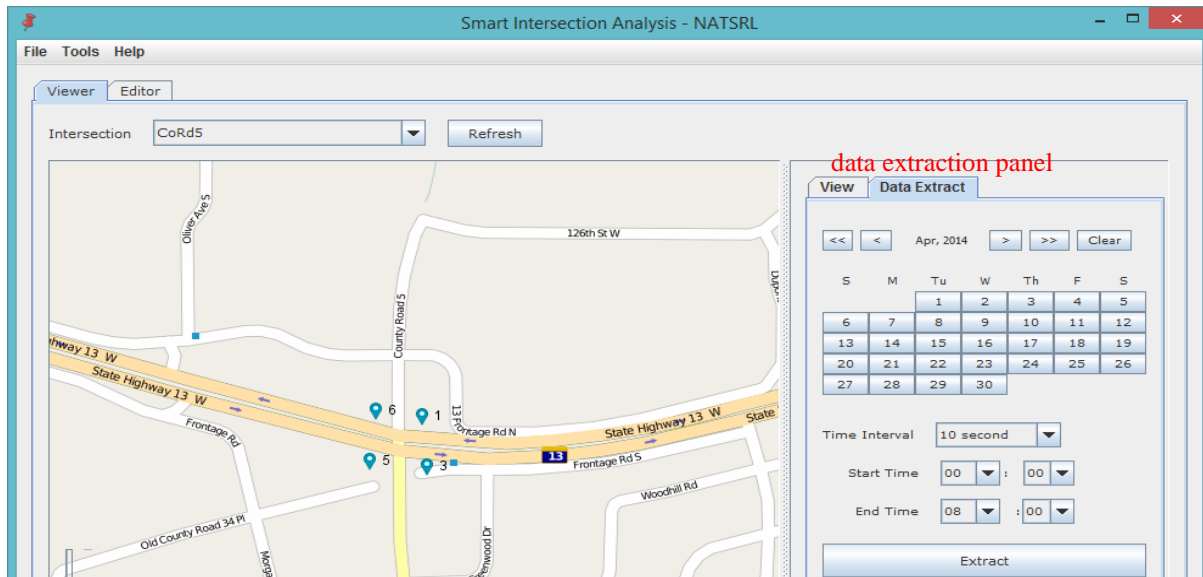 Smart Intersection Analysis - NATSRL
File Tools Help
Viewer Editor
Intersection CoRd5 Refresh
data extraction panel
View Data Extract
<< < Apr, 2014 > >> Clear
S M Tu W Th F S
1 2 3 4 5
6 7 8 9 10 11 12
13 14 15 16 17 18 19
20 21 22 23 24 25 26
27 28 29 30
Time Interval 10 second
Start Time 00 : 00
End Time 08 : 00
Extract
Oliver Ave S
126th St W
County Road 5
hway 13 W
State Highway 13 W
6 1
13 Frontage Rd N
State Highway 13 W
State
Frontage Rd
5 3
13
Frontage Rd S
Woodhill Rd
Old County Road 34 Pl
Morga
eenwood Dr